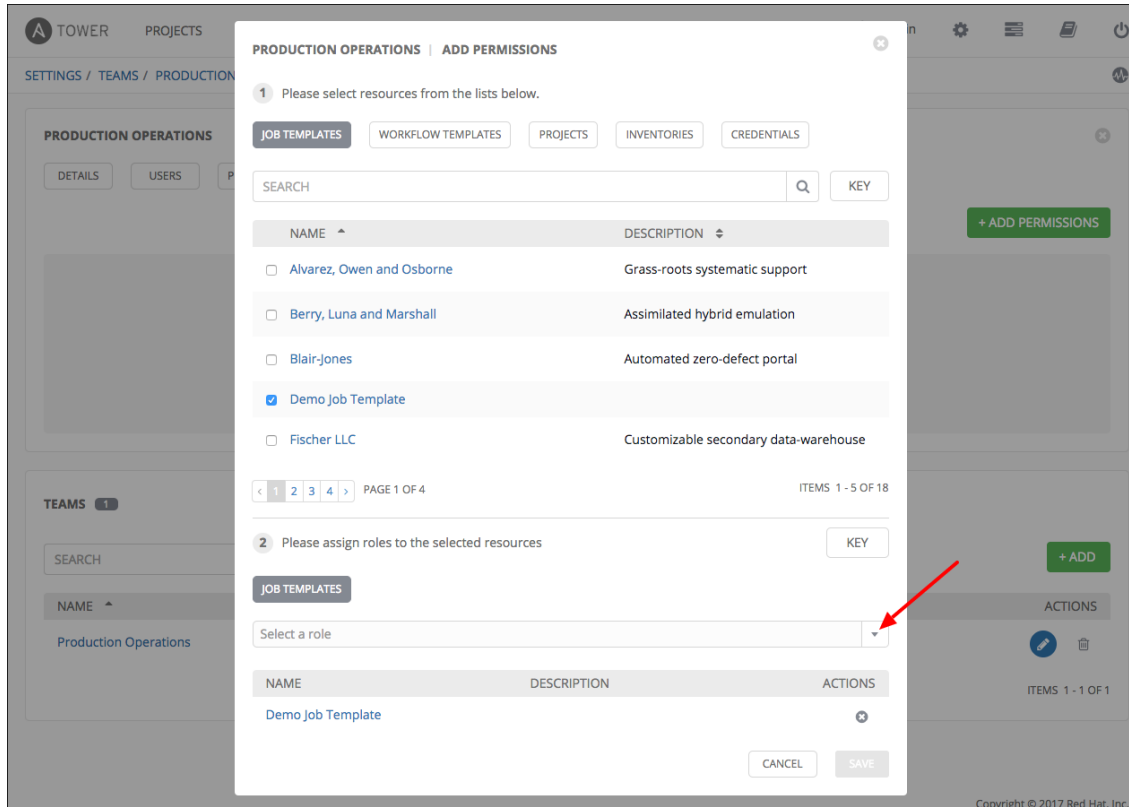 TOWER PROJECTS
SETTINGS / TEAMS / PRODUCTION
PRODUCTION OPERATIONS
DETAILS USERS P
+ ADD PERMISSIONS
PRODUCTION OPERATIONS | ADD PERMISSIONS
1 Please select resources from the lists below.
JOB TEMPLATES WORKFLOW TEMPLATES PROJECTS INVENTORIES CREDENTIALS
SEARCH KEY
NAME DESCRIPTION
Alvarez, Owen and Osborne Grass-roots systematic support
Berry, Luna and Marshall Assimilated hybrid emulation
Blair-Jones Automated zero-defect portal
Demo Job Template
Fischer LLC Customizable secondary data-warehouse
< 1 2 3 4 > PAGE 1 OF 4 ITEMS 1 - 5 OF 18
2 Please assign roles to the selected resources KEY
JOB TEMPLATES
Select a role
NAME DESCRIPTION ACTIONS
Demo Job Template
CANCEL SAVE
TEAMS 1
SEARCH + ADD
NAME ACTIONS
Production Operations
ITEMS 1 - 1 OF 1
Copyright © 2017 Red Hat, Inc